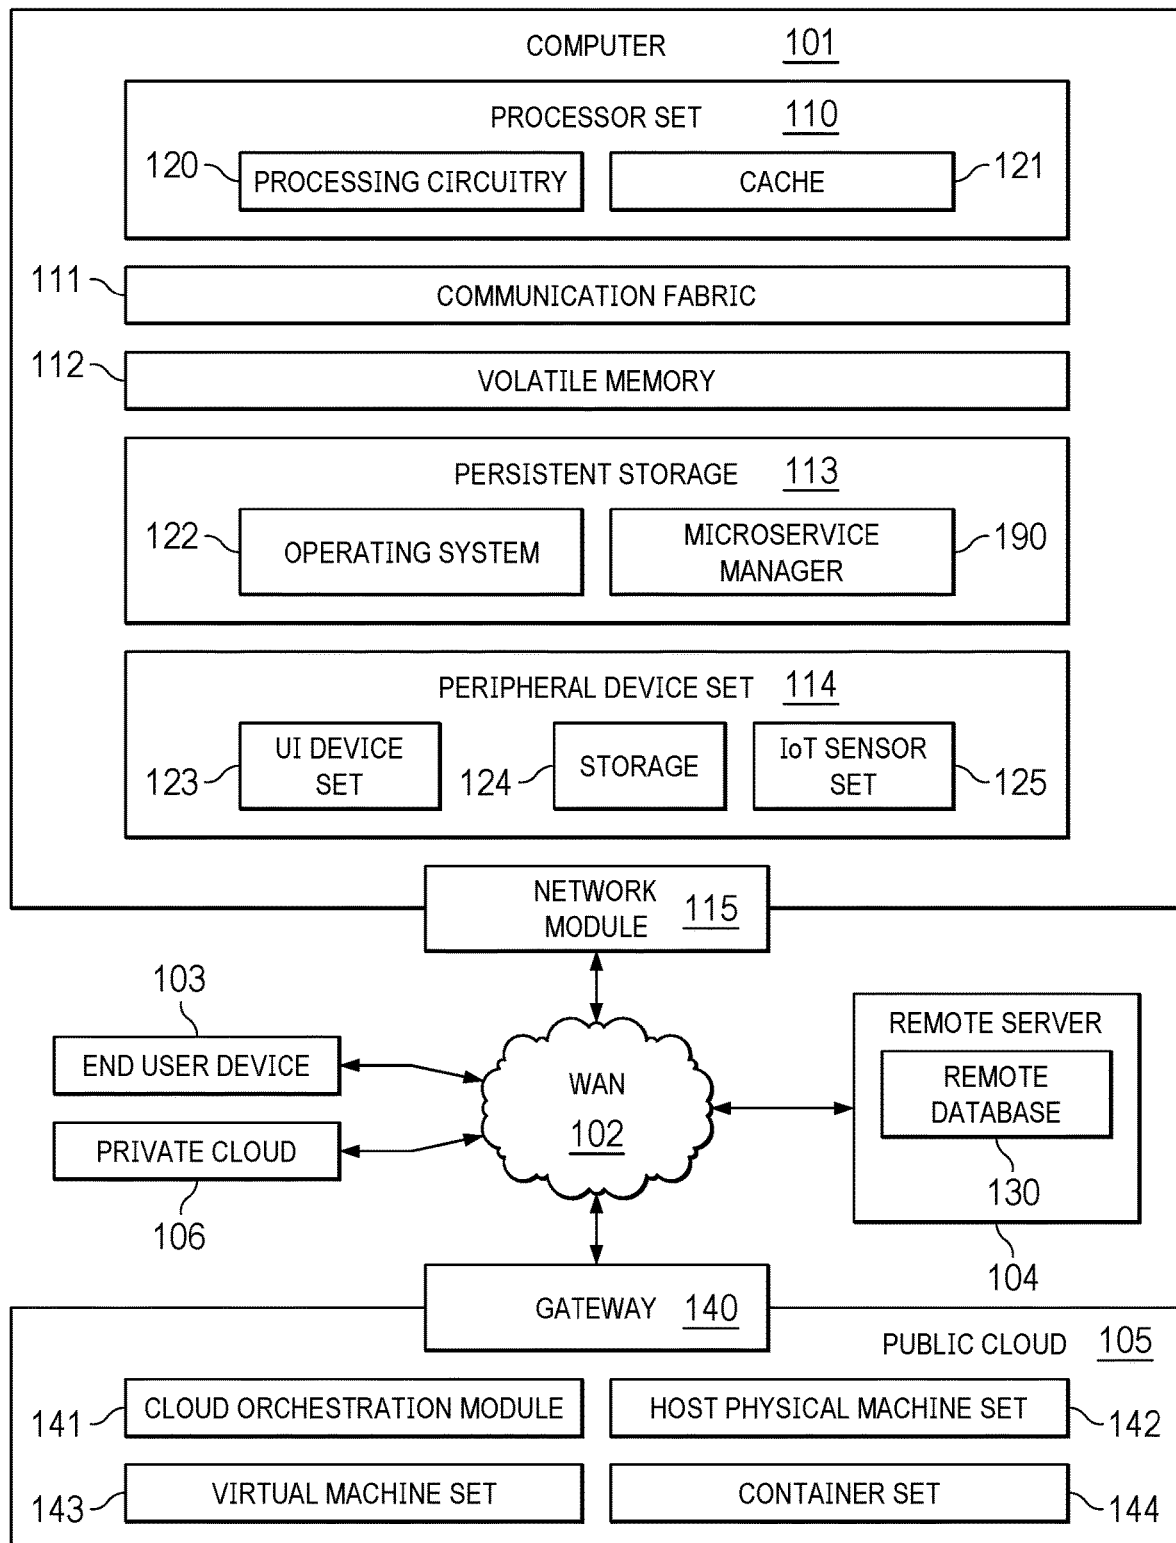 COMPUTER 101
PROCESSOR SET 110
120 PROCESSING CIRCUITRY CACHE 121
111 COMMUNICATION FABRIC
112 VOLATILE MEMORY
PERSISTENT STORAGE 113
122 OPERATING SYSTEM
MICROSERVICE
MANAGER
190
PERIPHERAL DEVICE SET 114
123
UI DEVICE
SET
124 STORAGE
IoT SENSOR
SET
125
NETWORK
MODULE
115
103
END USER DEVICE
PRIVATE CLOUD
106
WAN
102
REMOTE SERVER
REMOTE
DATABASE
130
104
GATEWAY 140
PUBLIC CLOUD 105
141 CLOUD ORCHESTRATION MODULE HOST PHYSICAL MACHINE SET 142
143 VIRTUAL MACHINE SET CONTAINER SET 144